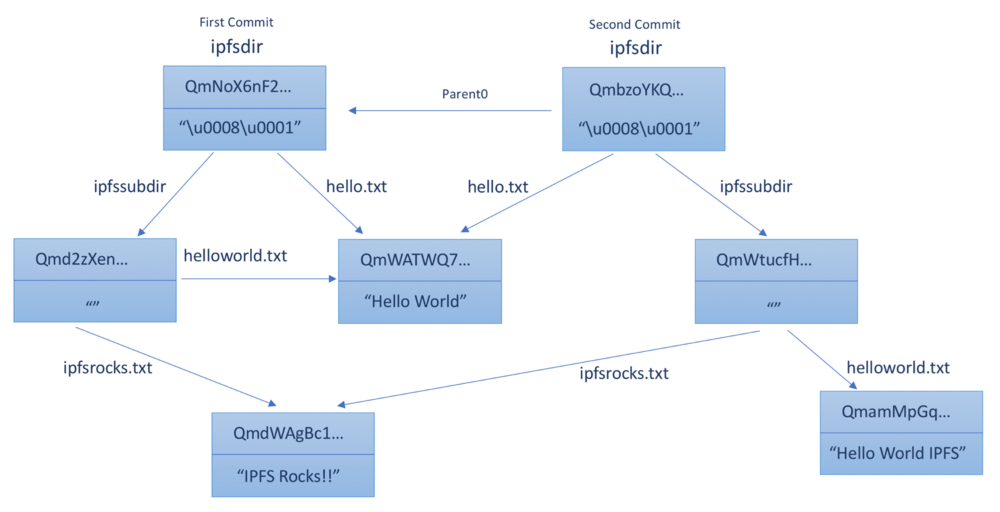 First Commit
ipfsdir
QmNoX6nF2...
“\u0008\u0001”
Parent0
Second Commit
ipfsdir
QmbzoYKQ...
“\u0008\u0001”
ipfssubdir
hello.txt
hello.txt
ipfssubdir
Qmd2zXen...
“”
helloworld.txt
QmWATWQ7...
“Hello World”
QmWtucfH...
“”
ipfsrocks.txt
ipfsrocks.txt
helloworld.txt
QmdWAgBc1...
“IPFS Rocks!!”
QmamMpGq...
“Hello World IPFS”